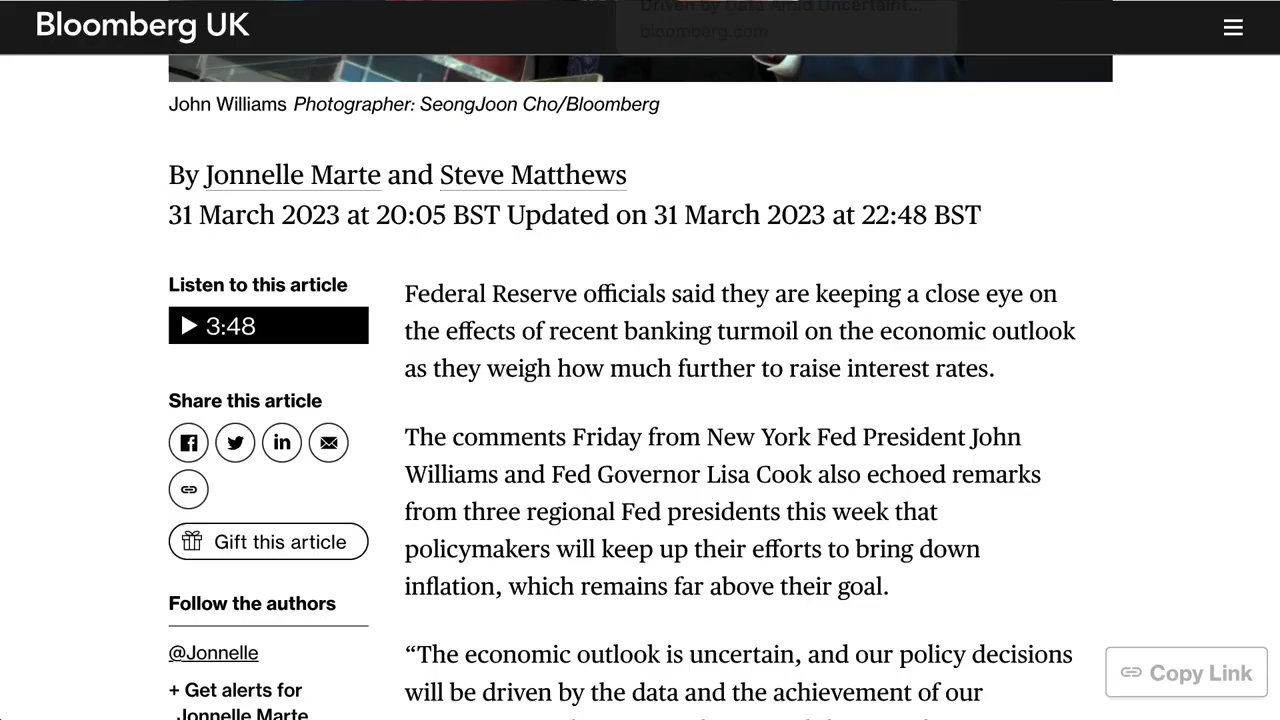 Bloomberg UK
Driven by Data Amid Uncertaint...
bloomberg.com
John Williams Photographer: SeongJoon Cho/Bloomberg
By Jonnelle Marte and Steve Matthews
31 March 2023 at 20:05 BST Updated on 31 March 2023 at 22:48 BST
Listen to this article
3:48
Share this article
Gift this article
Follow the authors
@Jonnelle
+ Get alerts for
Jonnelle Marte
Federal Reserve officials said they are keeping a close eye on
the effects of recent banking turmoil on the economic outlook
as they weigh how much further to raise interest rates.
The comments Friday from New York Fed President John
Williams and Fed Governor Lisa Cook also echoed remarks
from three regional Fed presidents this week that
policymakers will keep up their efforts to bring down
inflation, which remains far above their goal.
“The economic outlook is uncertain, and our policy decisions
will be driven by the data and the achievement of our
Copy Link